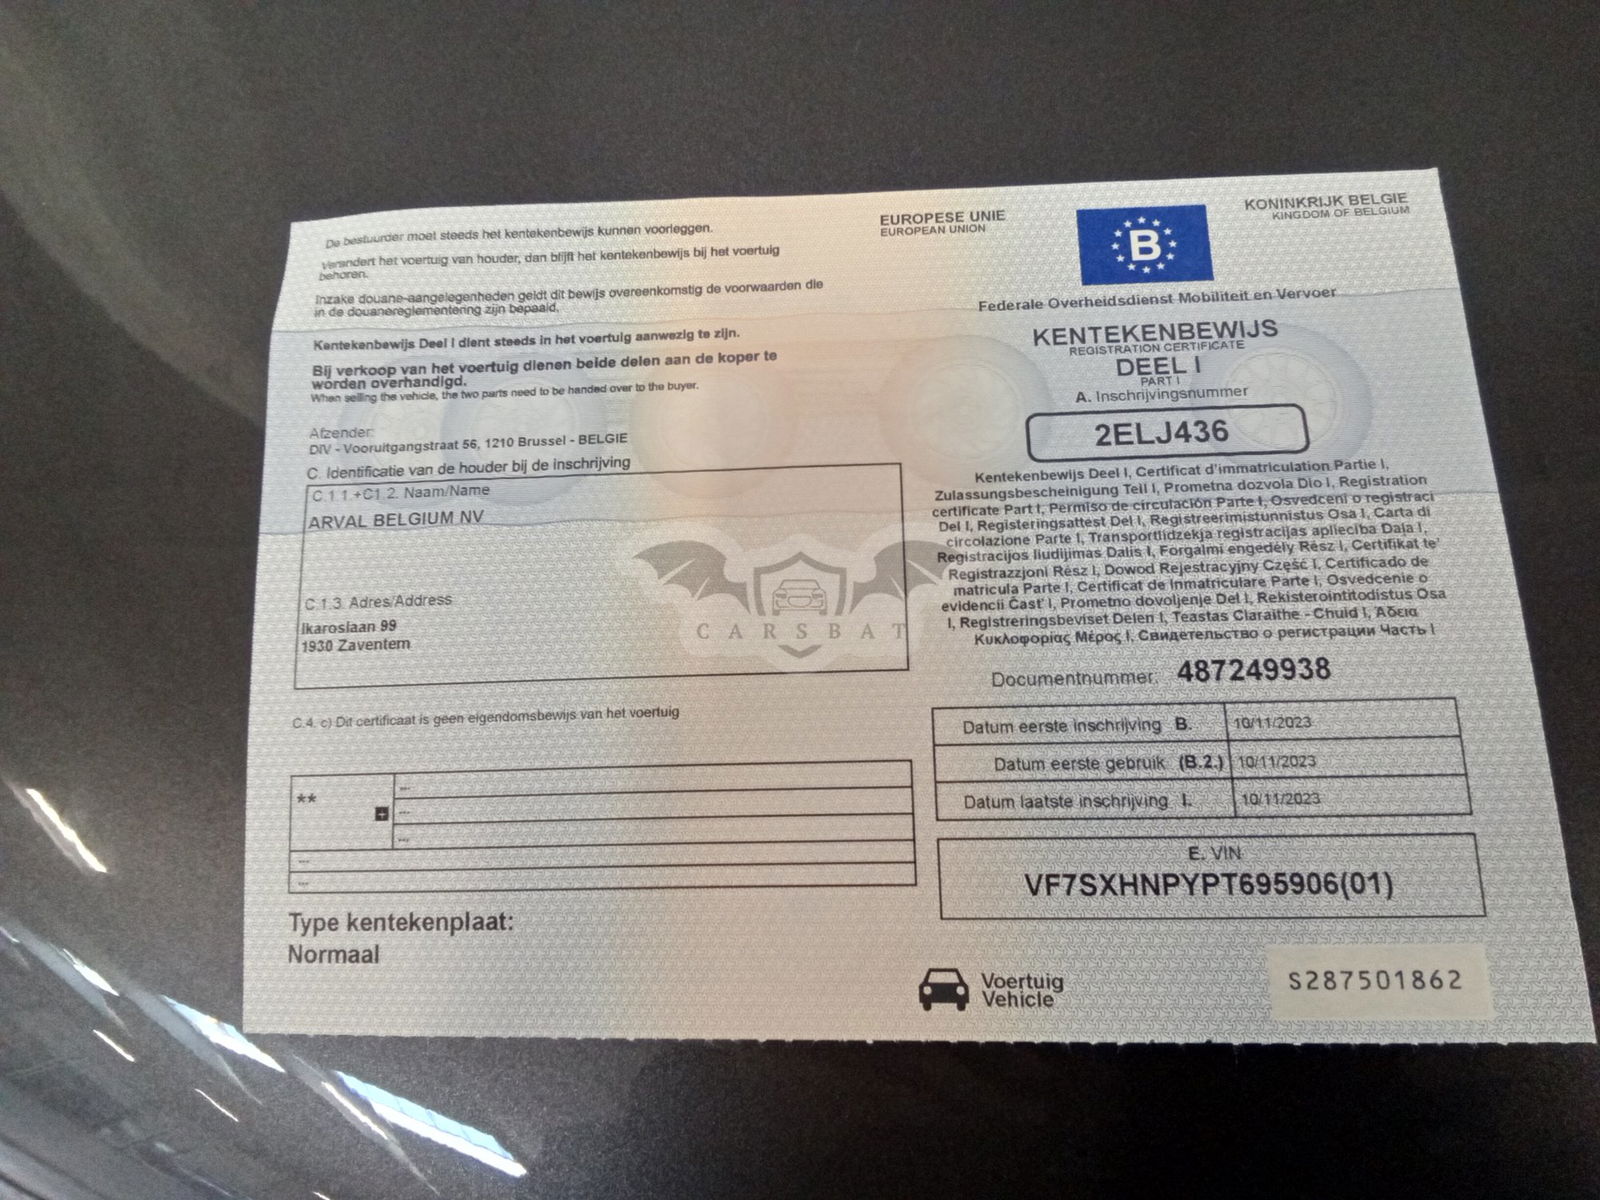 De bestuurder moet steeds het kentekenbewijs kunnen voorleggen.
Verandert het voertuig van houder, dan blijft het kentekenbewijs bij het voertuig
behoren.
Inzake douane-aangelegenheden geldt dit bewijs overeenkomstig de voorwaarden die
in de douanereglementering zijn bepaald.
Kentekenbewijs Deel I dient steeds in het voertuig aanwezig te zijn.
Bij verkoop van het voertuig dienen beide delen aan de koper te
worden overhandigd.
When selling the vehicle, the two parts need to be handed over to the buyer.
Afzender:
DIV - Vooruitgangstraat 56, 1210 Brussel - BELGIE
C. Identificatie van de houder bij de inschrijving
C.1.1.+C1.2. Naam/Name
ARVAL BELGIUM NV
C.1.3. Adres/Address
Ikaroslaan 99
1930 Zaventem
C.4. c) Dit certificaat is geen eigendomsbewijs van het voertuig
**
+
---
---
---
---
---
Type kentekenplaat:
Normaal
CARSBAT
EUROPESE UNIE
EUROPEAN UNION
B
KONINKRIJK BELGIE
KINGDOM OF BELGIUM
Federale Overheidsdienst Mobiliteit en Vervoer
KENTEKENBEWIJS
REGISTRATION CERTIFICATE
DEEL I
PART I
A. Inschrijvingsnummer
2ELJ436
Kentekenbewijs Deel I, Certificat d'immatriculation Partie I,
Zulassungsbescheinigung Teil I, Prometna dozvola Dio I, Registration
certificate Part I, Permiso de circulación Parte I, Osvedceni o registraci
Del I, Registeringsattest Del I, Registreerimistunnistus Osa I, Carta di
circolazione Parte I, Transportlidzekja registracijas aplieciba Daia I,
Registracijos liudijimas Dalis I, Forgalmi engedély Rész I, Certifikat te'
Registrazzjoni Rész I, Dowod Rejestracyjny Część I, Certificado de
matricula Parte I, Certificat de Inmatriculare Parte I, Osvedcenie o
evidencii Časť I, Prometno dovoljenje Del I, Rekisterointitodistus Osa
I, Registreringsbeviset Delen I, Teastas Claraithe - Chuid I, Άδεια
Κυκλοφορίας Μέρος I, Свидетельство о регистрации Часть I
Documentnummer: 487249938
Datum eerste inschrijving B. 10/11/2023
Datum eerste gebruik (B.2.) 10/11/2023
Datum laatste inschrijving I. 10/11/2023
E. VIN
VF7SXHNPYPT695906(01)
Voertuig
Vehicle
S287501862